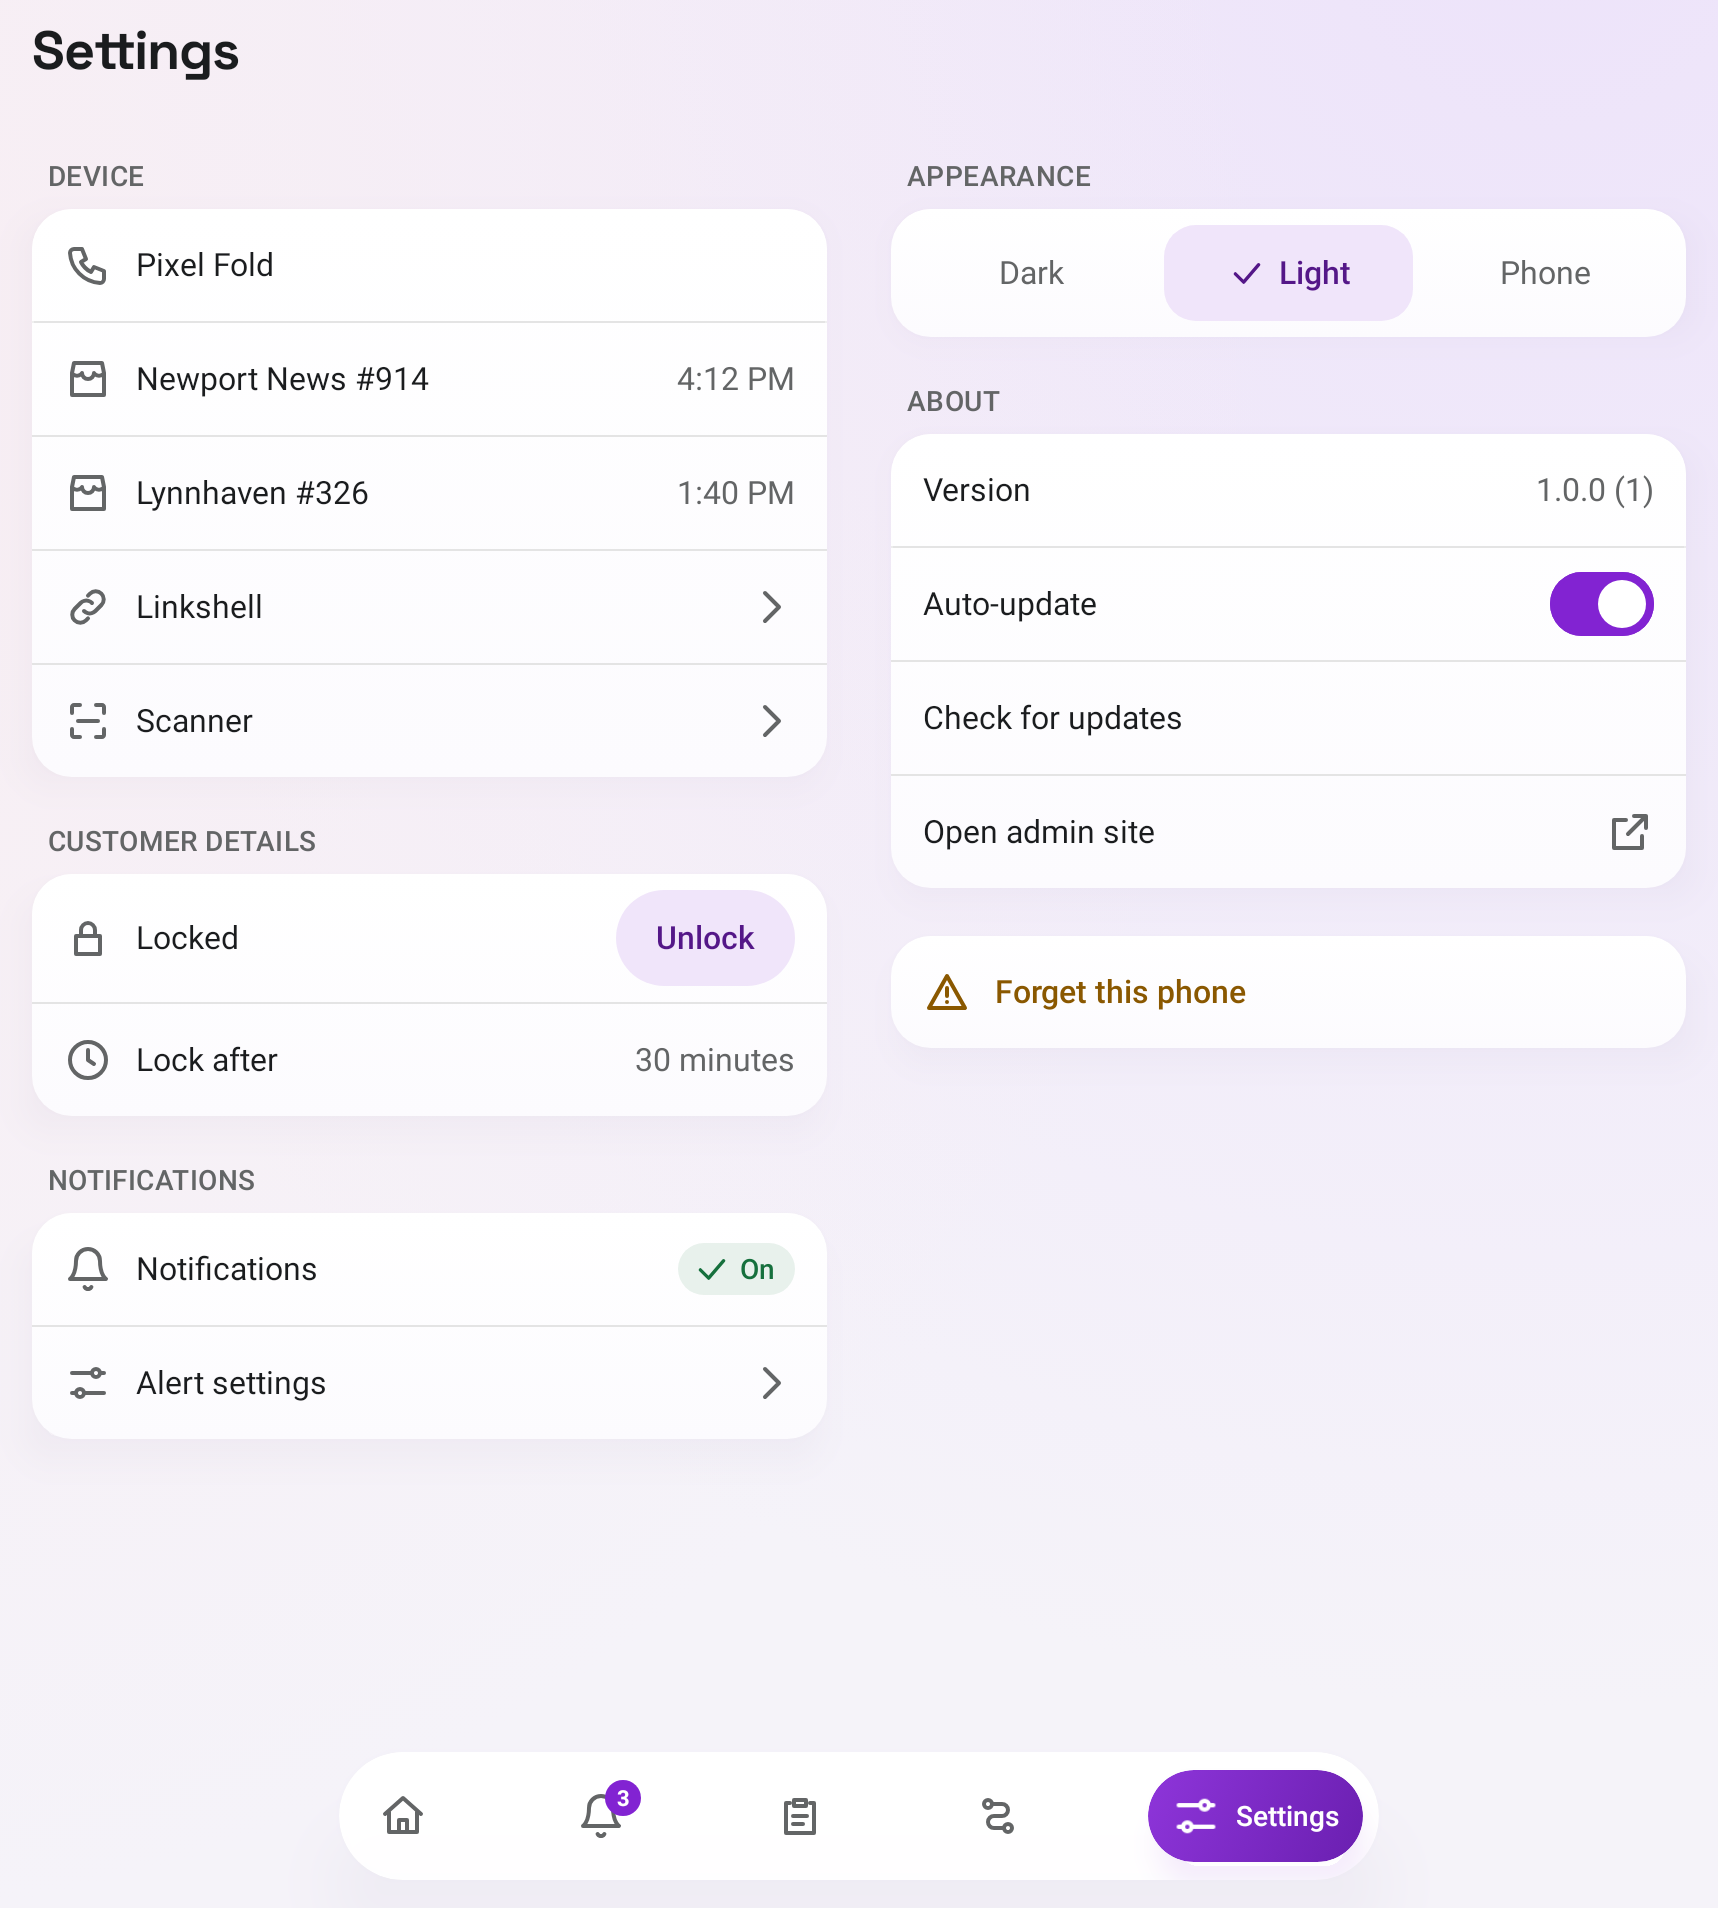 Settings
DEVICE
Pixel Fold
Newport News #914 4:12 PM
Lynnhaven #326 1:40 PM
Linkshell
Scanner
CUSTOMER DETAILS
Locked Unlock
Lock after 30 minutes
NOTIFICATIONS
Notifications On
Alert settings
APPEARANCE
Dark Light Phone
ABOUT
Version 1.0.0 (1)
Auto-update
Check for updates
Open admin site
Forget this phone
3
Settings